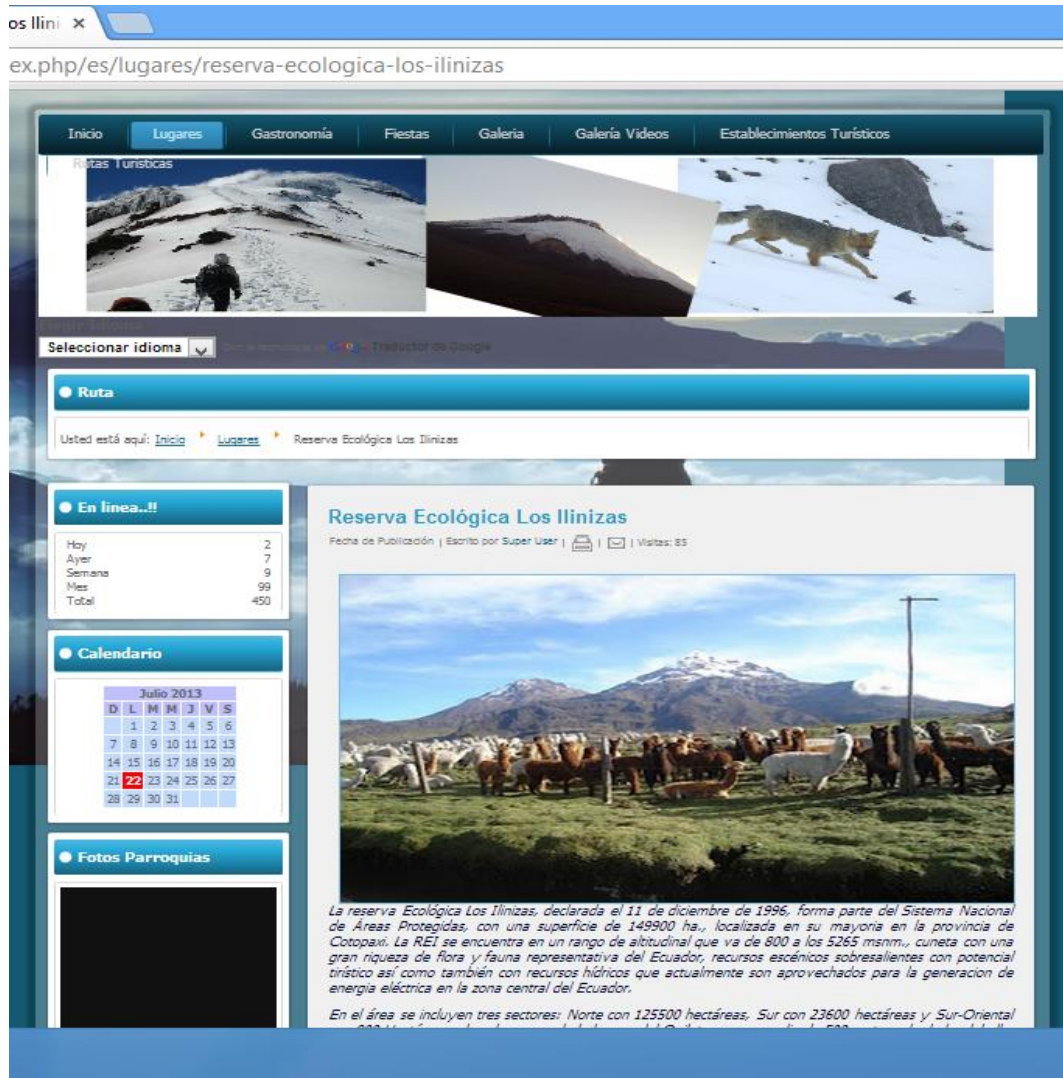 os Ilini ×
ex.php/es/lugares/reserva-ecologica-los-ilinizas
Inicio Lugares Gastronomía Fiestas Galeria Galería Videos Establecimientos Turísticos
Rutas Turísticas
Elegir Idioma
Seleccionar idioma Traductor de Google
Ruta
Usted está aquí: Inicio Lugares Reserva Ecológica Los Ilinizas
En linea..!!
Hoy 2
Ayer 7
Semana 9
Mes 99
Total 450
Calendario
Julio 2013
D L M M J V S
1 2 3 4 5 6
7 8 9 10 11 12 13
14 15 16 17 18 19 20
21 22 23 24 25 26 27
28 29 30 31
Fotos Parroquias
Reserva Ecológica Los Ilinizas
Fecha de Publicación | Escrito por Super User | | | Visitas: 85
La reserva Ecológica Los Ilinizas, declarada el 11 de diciembre de 1996, forma parte del Sistema Nacional
de Áreas Protegidas, con una superficie de 149900 ha., localizada en su mayoria en la provincia de
Cotopaxi. La REI se encuentra en un rango de altitudinal que va de 800 a los 5265 msnm., cuneta con una
gran riqueza de flora y fauna representativa del Ecuador, recursos escénicos sobresalientes con potencial
tirístico así como también con recursos hídricos que actualmente son aprovechados para la generacion de
energia eléctrica en la zona central del Ecuador.
En el área se incluyen tres sectores: Norte con 125500 hectáreas, Sur con 23600 hectáreas y Sur-Oriental